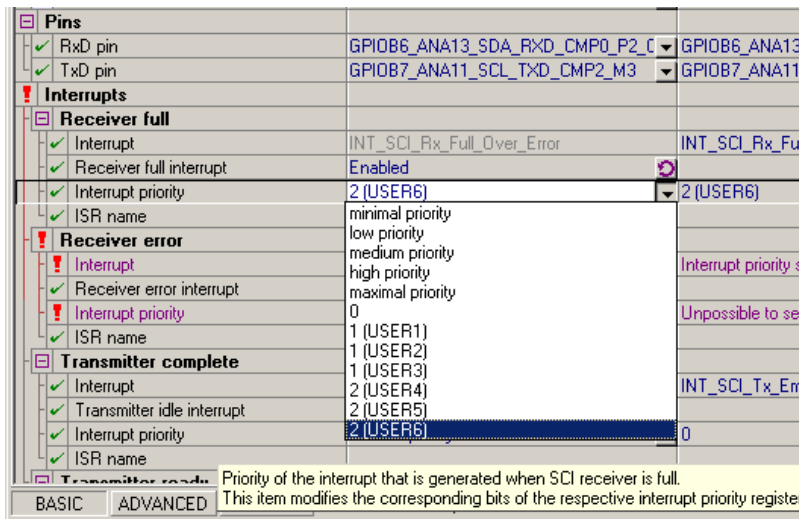 Pins
RxD pin GPIOB6_ANA13_SDA_RXD_CMP0_P2_ GPIOB6_ANA13
TxD pin GPIOB7_ANA11_SCL_TXD_CMP2_M3 GPIOB7_ANA11
Interrupts
Receiver full
Interrupt INT_SCI_Rx_Full_Over_Error INT_SCI_Rx_Fu
Receiver full interrupt Enabled
Interrupt priority 2 (USER6) 2 (USER6)
ISR name minimal priority
low priority
Receiver error
medium priority
Interrupt high priority Interrupt priority s
Receiver error interrupt maximal priority
Interrupt priority 0 Unpossible to se
ISR name 1 (USER1)
1 (USER2)
Transmitter complete
1 (USER3)
Interrupt 2 (USER4) INT_SCI_Tx_Em
Transmitter idle interrupt 2 (USER5)
Interrupt priority 2 (USER6) 0
ISR name
Priority of the interrupt that is generated when SCI receiver is full.
This item modifies the corresponding bits of the respective interrupt priority registe
BASIC ADVANCED